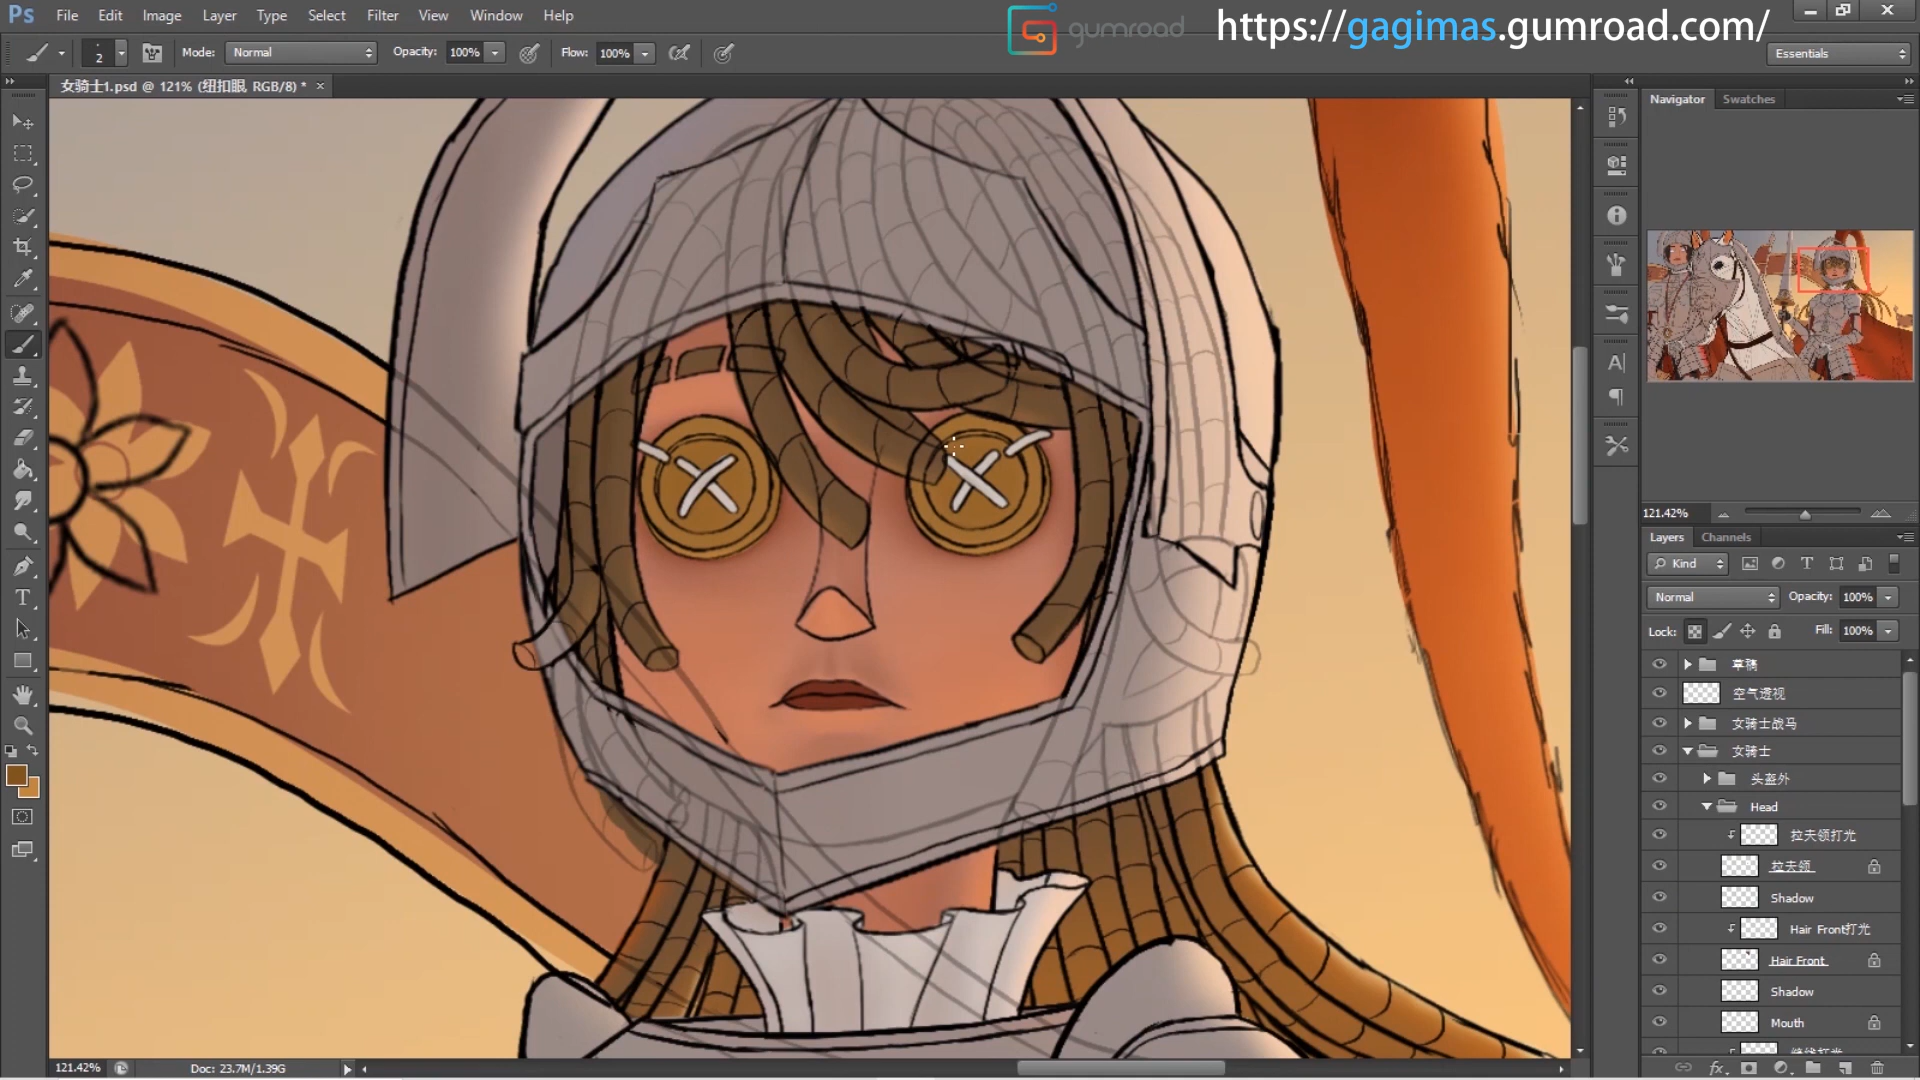 Ps File Edit Image Layer Type Select Filter View Window Help
gumroad https://gagimas.gumroad.com/
2 Mode: Normal Opacity: 100% Flow: 100% Essentials
女骑士1.psd @ 121% (纽扣眼, RGB/8) * ×
Navigator Swatches
121.42%
Layers Channels
Kind
Normal Opacity: 100%
Lock: Fill: 100%
草稿
空气透视
女骑士战马
女骑士
头盔外
Head
拉夫领打光
拉夫领
Shadow
Hair Front打光
Hair Front
Shadow
Mouth
121.42% Doc: 23.7M/1.39G